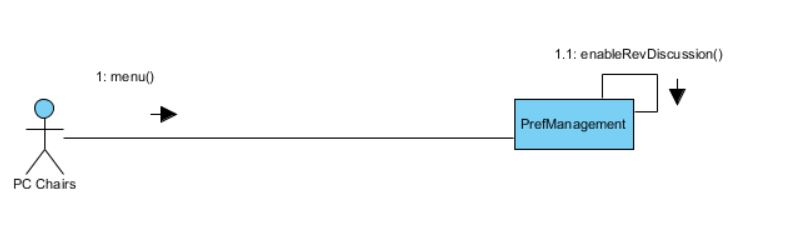 1.1: enableRevDiscussion()
1: menu()
PrefManagement
PC Chairs